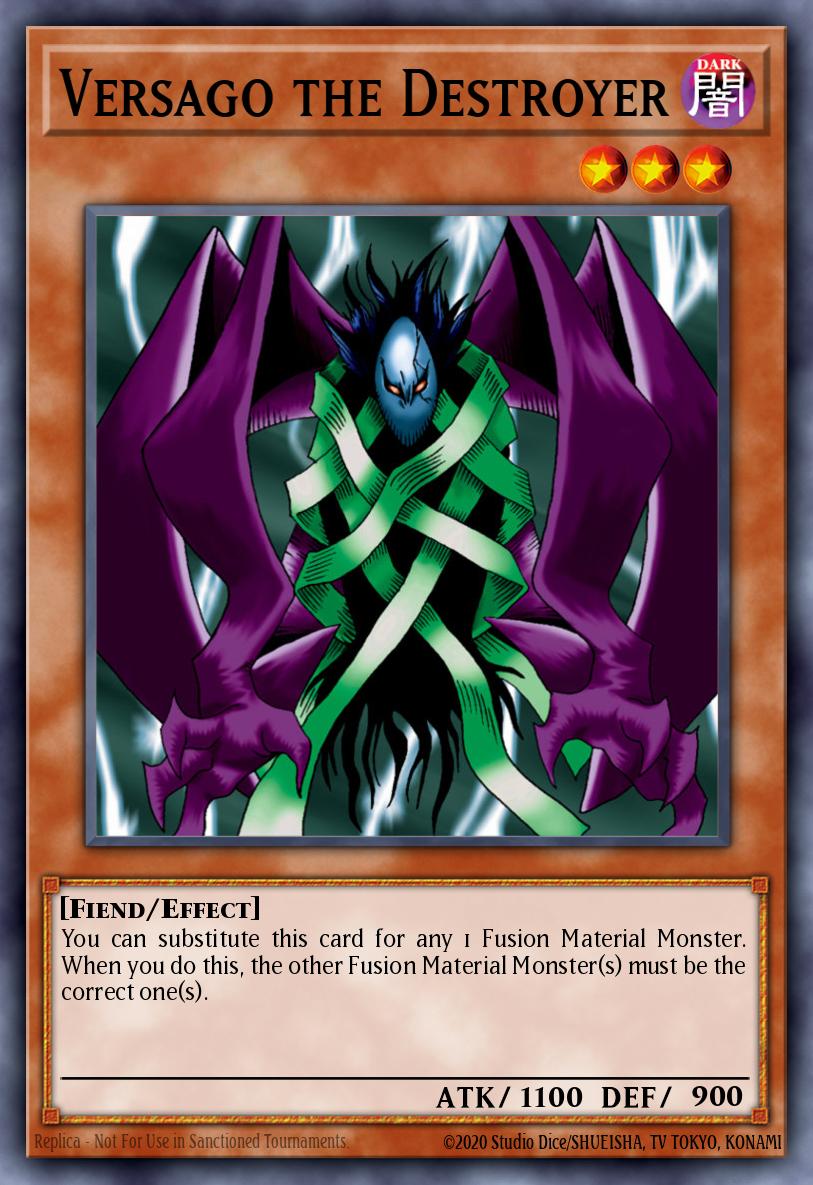 Versago the Destroyer
DARK
闇
[Fiend/Effect]
You can substitute this card for any 1 Fusion Material Monster.
When you do this, the other Fusion Material Monster(s) must be the
correct one(s).
ATK/ 1100 DEF/ 900
Replica - Not For Use in Sanctioned Tournaments.
©2020 Studio Dice/SHUEISHA, TV TOKYO, KONAMI